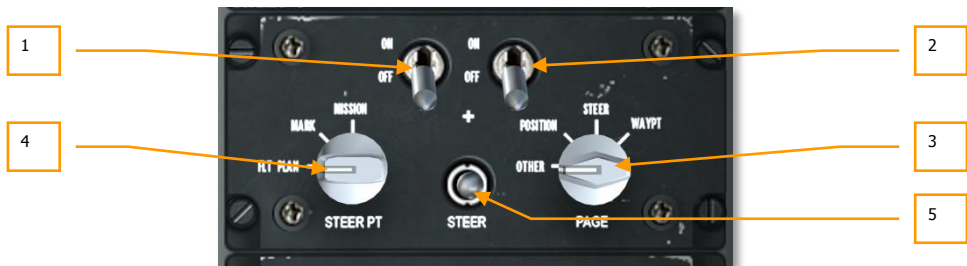 1
ON
ON
2
OFF
OFF
MISSION
STEER
MARK
POSITION
WAYPT
4
FLT PLAN
OTHER
3
STEER PT
STEER
PAGE
5